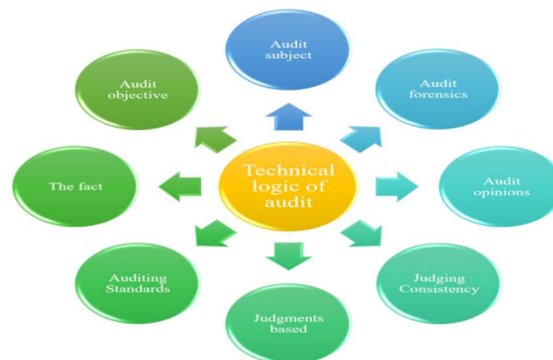 Audit
subject
Audit
forensics
Audit
opinions
Judging
Consistency
Judgments
based
Auditing
Standards
The fact
Audit
objective
Technical
logic of
audit